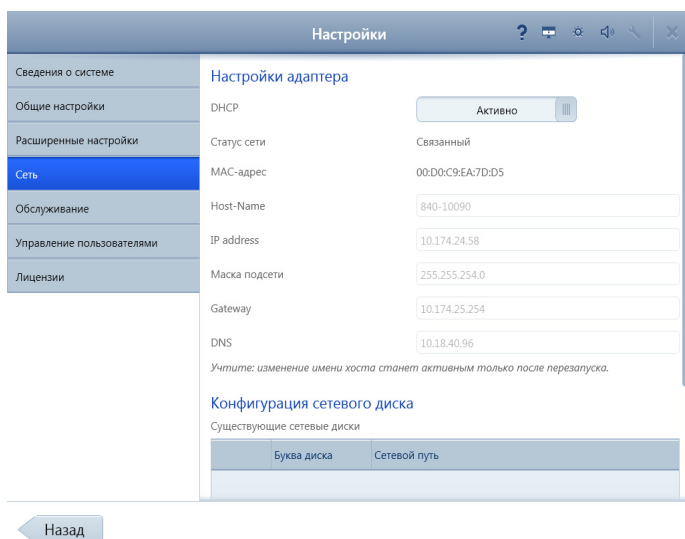 Настройки
?
Сведения о системе
Общие настройки
Расширенные настройки
Сеть
Обслуживание
Управление пользователями
Лицензии
Настройки адаптера
DHCP Активно
Статус сети Связанный
MAC-адрес 00:D0:C9:EA:7D:D5
Host-Name 840-10090
IP address 10.174.24.58
Маска подсети 255.255.254.0
Gateway 10.174.25.254
DNS 10.18.40.96
Учтите: изменение имени хоста станет активным только после перезапуска.
Конфигурация сетевого диска
Существующие сетевые диски
Буква диска Сетевой путь
Назад